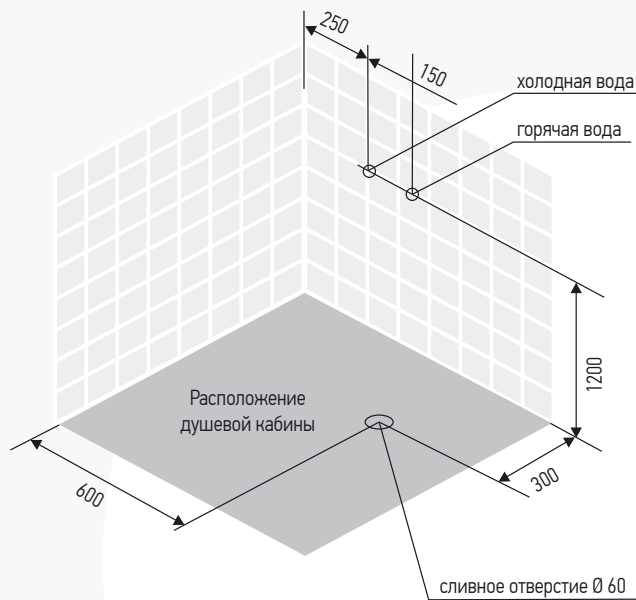 250
150
холодная вода
горячая вода
1200
Расположение
душевой кабины
600
300
сливное отверстие Ø 60